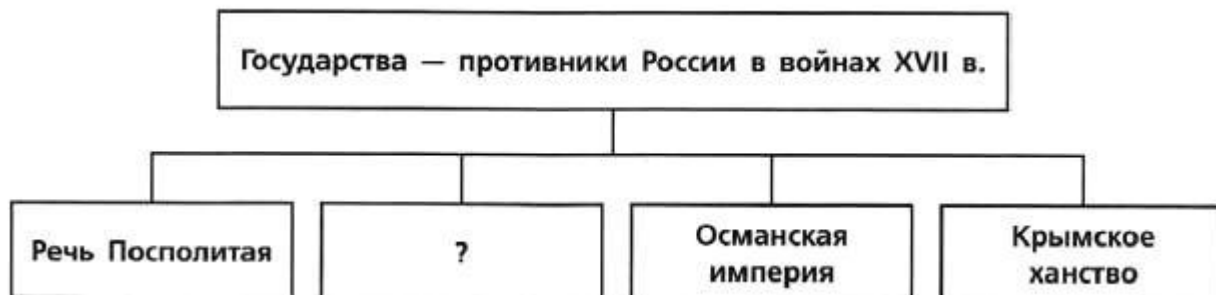 Государства — противники России в войнах XVII в.
Речь Посполитая
?
Османская
империя
Крымское
ханство